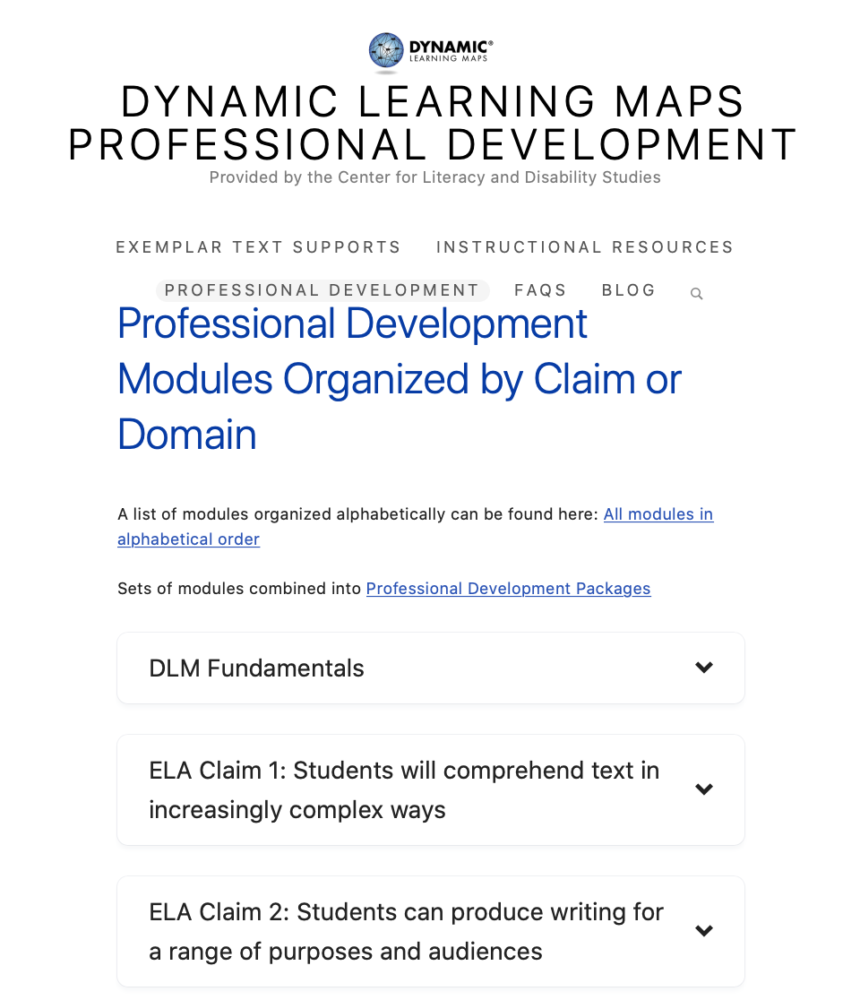 DYNAMIC®
LEARNING MAPS
DYNAMIC LEARNING MAPS
PROFESSIONAL DEVELOPMENT
Provided by the Center for Literacy and Disability Studies
EXEMPLAR TEXT SUPPORTS INSTRUCTIONAL RESOURCES
PROFESSIONAL DEVELOPMENT FAQS BLOG
Professional Development
Modules Organized by Claim or
Domain
A list of modules organized alphabetically can be found here: All modules in
alphabetical order
Sets of modules combined into Professional Development Packages
DLM Fundamentals
ELA Claim 1: Students will comprehend text in
increasingly complex ways
ELA Claim 2: Students can produce writing for
a range of purposes and audiences